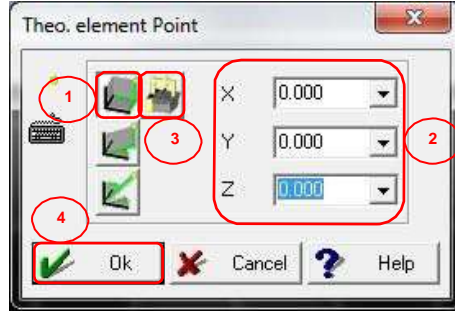 Theo. element Point
1
X 0.000
3
Y 0.000
2
Z 0.000
4
Ok Cancel ? Help